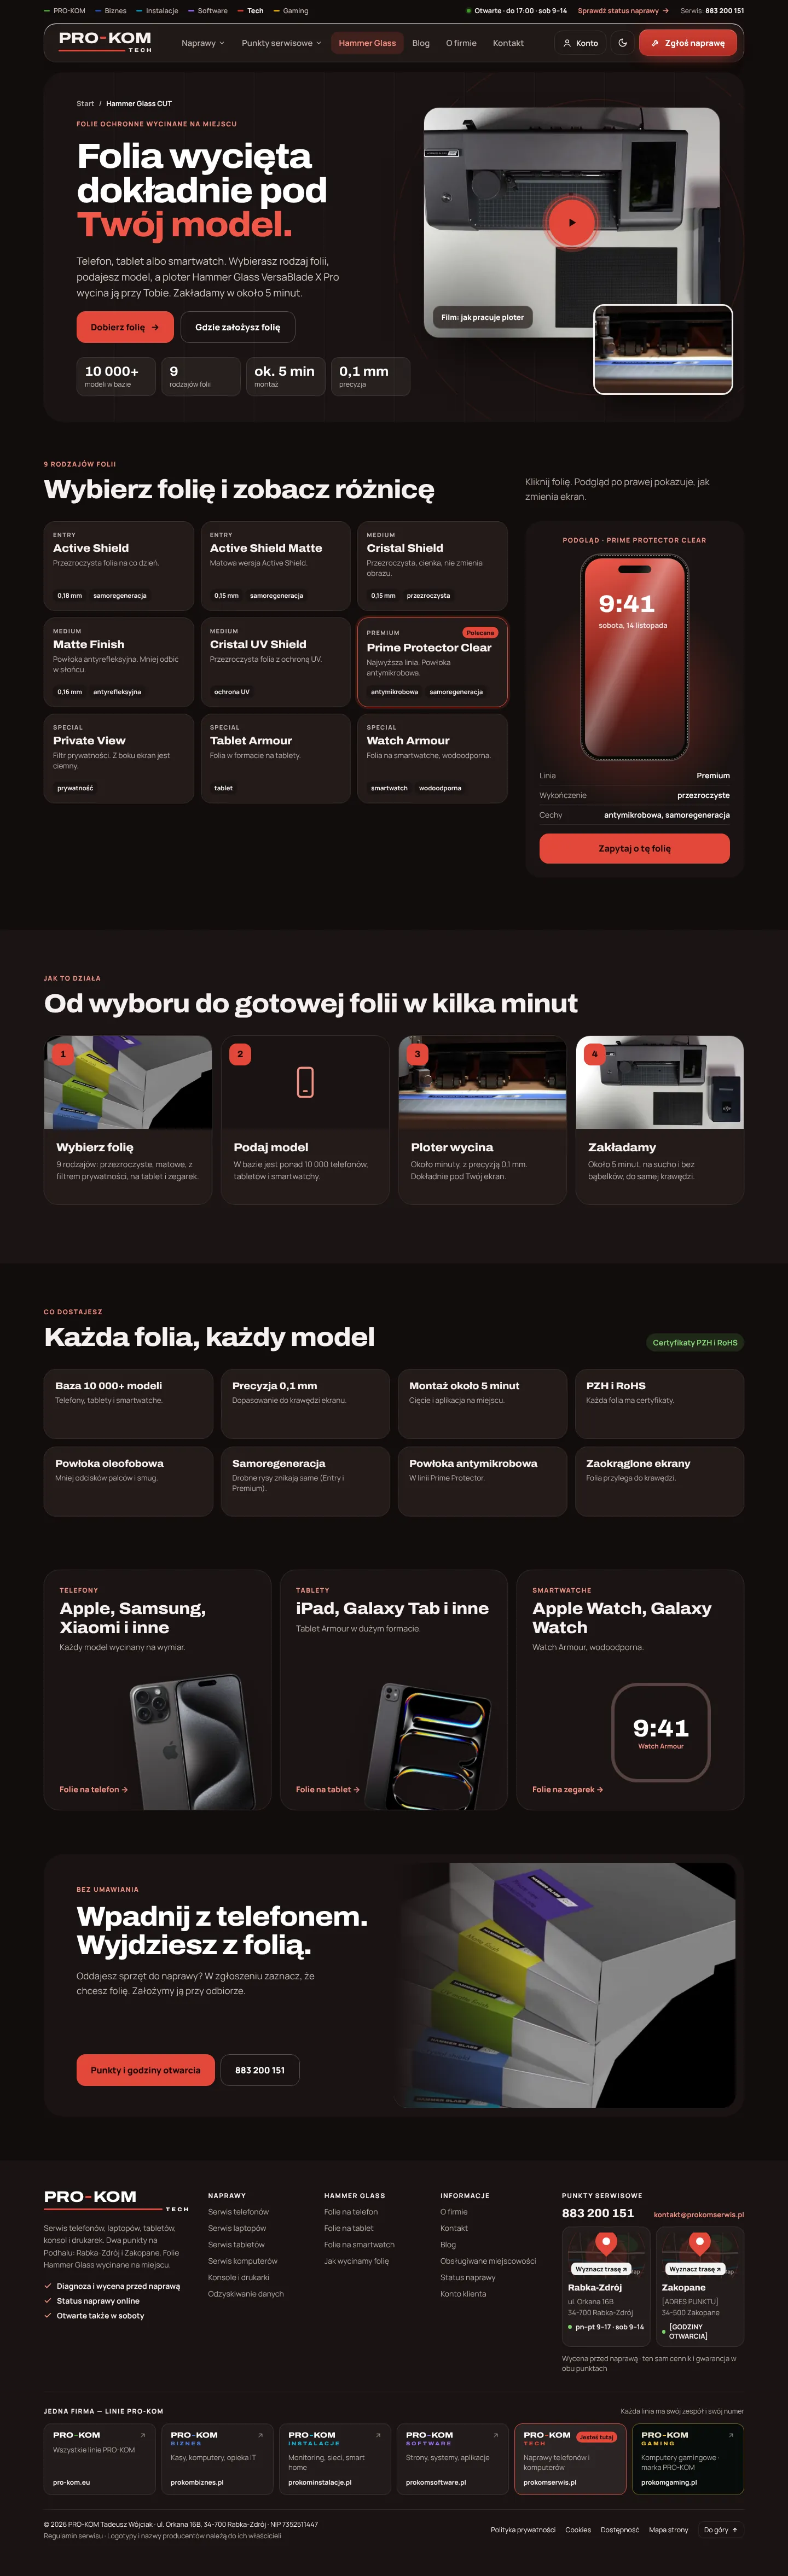 PRO-KOM Biznes Instalacje Software Tech Gaming
Otwarte · do 17:00 · sob 9–14 Sprawdź status naprawy → Serwis: 883 200 151
PRO-KOM
TECH
Naprawy Punkty serwisowe Hammer Glass Blog O firmie Kontakt Konto Zgłoś naprawę
Start / Hammer Glass CUT
FOLIE OCHRONNE WYCINANE NA MIEJSCU
Folia wycięta
dokładnie pod
Twój model.
Telefon, tablet albo smartwatch. Wybierasz rodzaj folii,
podajesz model, a ploter Hammer Glass VersaBlade X Pro
wycina ją przy Tobie. Zakładamy w około 5 minut.
Dobierz folię →
Gdzie założysz folię
10 000+
modeli w bazie
9
rodzajów folii
ok. 5 min
montaż
0,1 mm
precyzja
Film: jak pracuje ploter
9 RODZAJÓW FOLII
Wybierz folię i zobacz różnicę
Kliknij folię. Podgląd po prawej pokazuje, jak
zmienia ekran.
ENTRY
Active Shield
Przezroczysta folia na co dzień.
0,18 mm samoregeneracja
ENTRY
Active Shield Matte
Matowa wersja Active Shield.
0,15 mm samoregeneracja
MEDIUM
Cristal Shield
Przezroczysta, cienka, nie zmienia
obrazu.
0,15 mm przezroczysta
MEDIUM
Matte Finish
Powłoka antyrefleksyjna. Mniej odbić
w słońcu.
0,16 mm antyrefleksyjna
MEDIUM
Cristal UV Shield
Przezroczysta folia z ochroną UV.
ochrona UV
PREMIUM
Polecana
Prime Protector Clear
Najwyższa linia. Powłoka
antymikrobowa.
antymikrobowa samoregeneracja
SPECIAL
Private View
Filtr prywatności. Z boku ekran jest
ciemny.
prywatność
SPECIAL
Tablet Armour
Folia w formacie na tablety.
tablet
SPECIAL
Watch Armour
Folia na smartwatche, wodoodporna.
smartwatch wodoodporna
PODGLĄD · PRIME PROTECTOR CLEAR
9:41
sobota, 14 listopada
Linia Premium
Wykończenie przezroczyste
Cechy antymikrobowa, samoregeneracja
Zapytaj o tę folię
JAK TO DZIAŁA
Od wyboru do gotowej folii w kilka minut
1
Wybierz folię
9 rodzajów: przezroczyste, matowe, z
filtrem prywatności, na tablet i zegarek.
2
Podaj model
W bazie jest ponad 10 000 telefonów,
tabletów i smartwatchy.
3
Ploter wycina
Około minuty, z precyzją 0,1 mm.
Dokładnie pod Twój ekran.
4
Zakładamy
Około 5 minut, na sucho i bez
bąbelków, do samej krawędzi.
CO DOSTAJESZ
Każda folia, każdy model
Certyfikaty PZH i RoHS
Baza 10 000+ modeli
Telefony, tablety i smartwatche.
Precyzja 0,1 mm
Dopasowanie do krawędzi ekranu.
Montaż około 5 minut
Cięcie i aplikacja na miejscu.
PZH i RoHS
Każda folia ma certyfikaty.
Powłoka oleofobowa
Mniej odcisków palców i smug.
Samoregeneracja
Drobne rysy znikają same (Entry i
Premium).
Powłoka antymikrobowa
W linii Prime Protector.
Zaokrąglone ekrany
Folia przylega do krawędzi.
TELEFONY
Apple, Samsung,
Xiaomi i inne
Każdy model wycinany na wymiar.
Folie na telefon →
TABLETY
iPad, Galaxy Tab i inne
Tablet Armour w dużym formacie.
Folie na tablet →
SMARTWATCHE
Apple Watch, Galaxy
Watch
Watch Armour, wodoodporna.
9:41
Watch Armour
Folie na zegarek →
BEZ UMAWIANIA
Wpadnij z telefonem.
Wyjdziesz z folią.
Oddajesz sprzęt do naprawy? W zgłoszeniu zaznacz, że
chcesz folię. Założymy ją przy odbiorze.
Punkty i godziny otwarcia
883 200 151
PRO-KOM
TECH
Serwis telefonów, laptopów, tabletów,
konsol i drukarek. Dwa punkty na
Podhalu: Rabka-Zdrój i Zakopane. Folie
Hammer Glass wycinane na miejscu.
Diagnoza i wycena przed naprawą
Status naprawy online
Otwarte także w soboty
NAPRAWY
Serwis telefonów
Serwis laptopów
Serwis tabletów
Serwis komputerów
Konsole i drukarki
Odzyskiwanie danych
HAMMER GLASS
Folie na telefon
Folie na tablet
Folie na smartwatch
Jak wycinamy folię
INFORMACJE
O firmie
Kontakt
Blog
Obsługiwane miejscowości
Status naprawy
Konto klienta
PUNKTY SERWISOWE
883 200 151 kontakt@prokomserwis.pl
Wyznacz trasę ↗
Rabka-Zdrój
ul. Orkana 16B
34-700 Rabka-Zdrój
pn–pt 9–17 · sob 9–14
Wyznacz trasę ↗
Zakopane
[ADRES PUNKTU]
34-500 Zakopane
[GODZINY
OTWARCIA]
Wycena przed naprawą · ten sam cennik i gwarancja w
obu punktach
JEDNA FIRMA — LINIE PRO-KOM
Każda linia ma swój zespół i swój numer
PRO-KOM
Wszystkie linie PRO-KOM
pro-kom.eu
PRO-KOM
BIZNES
Kasy, komputery, opieka IT
prokombiznes.pl
PRO-KOM
INSTALACJE
Monitoring, sieci, smart
home
prokominstalacje.pl
PRO-KOM
SOFTWARE
Strony, systemy, aplikacje
prokomsoftware.pl
PRO-KOM
TECH
Jesteś tutaj
Naprawy telefonów i
komputerów
prokomserwis.pl
PRO-KOM
GAMING
Komputery gamingowe ·
marka PRO-KOM
prokomgaming.pl
© 2026 PRO-KOM Tadeusz Wójciak · ul. Orkana 16B, 34-700 Rabka-Zdrój · NIP 7352511447
Regulamin serwisu · Logotypy i nazwy producentów należą do ich właścicieli
Polityka prywatności Cookies Dostępność Mapa strony Do góry ↑